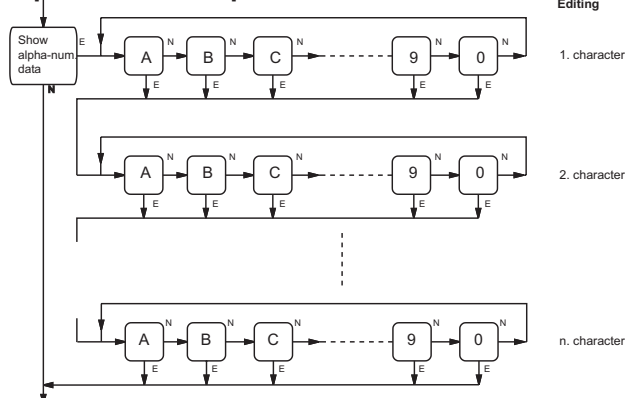 Editing
Show
alpha-num.
data
E
N
A N B N C N 9 N 0 N
E E E E E
1. character
A N B N C N 9 N 0 N
E E E E E
2. character
A N B N C N 9 N 0 N
E E E E E
n. character